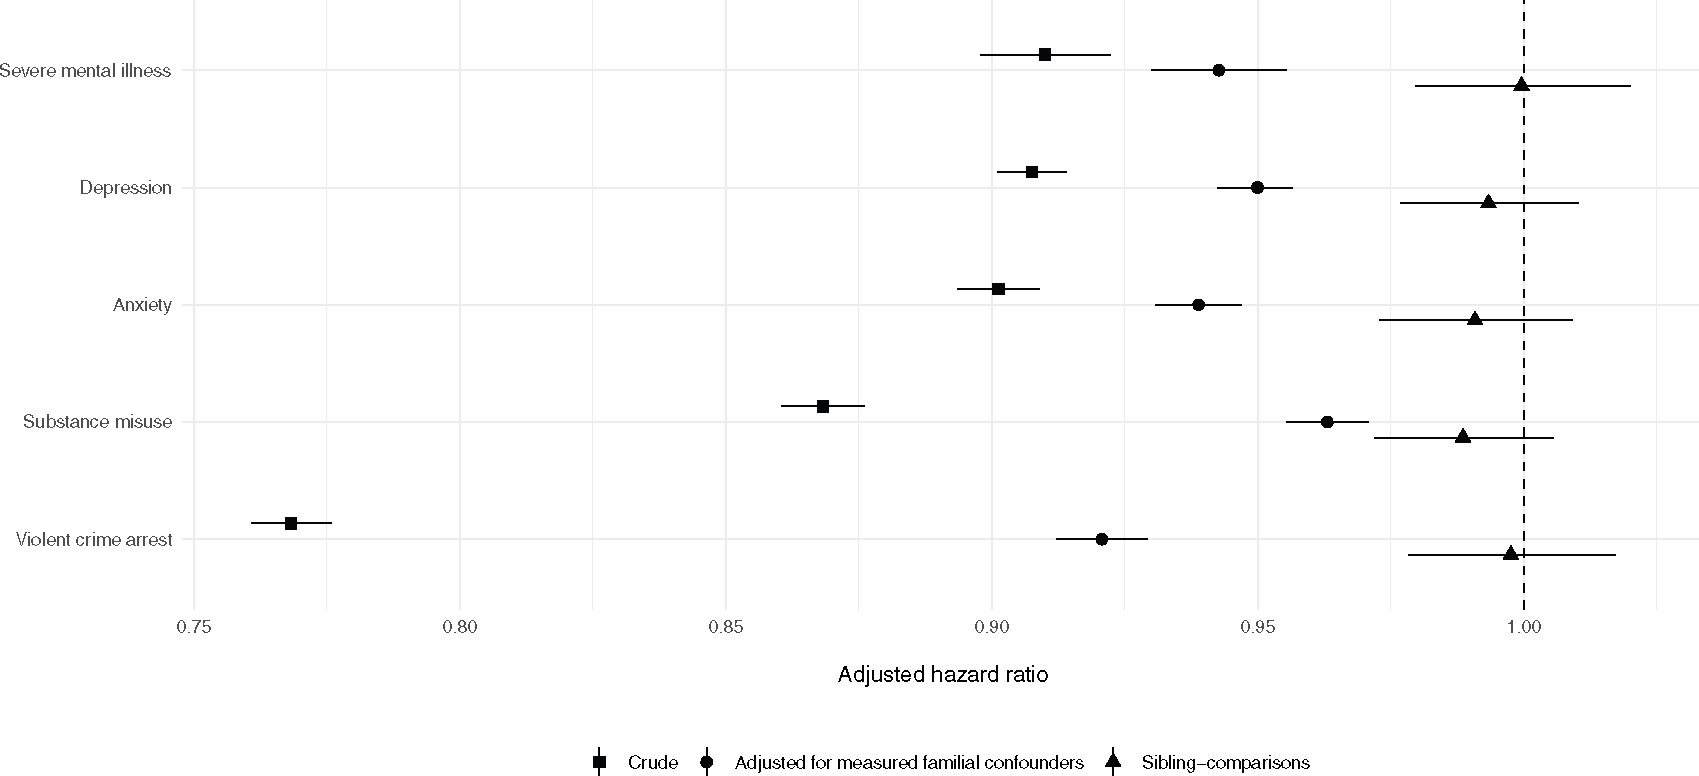 Severe mental illness
Depression
Anxiety
Substance misuse
Violent crime arrest
0.75 0.80 0.85 0.90 0.95 1.00
Adjusted hazard ratio
Crude Adjusted for measured familial confounders Sibling−comparisons